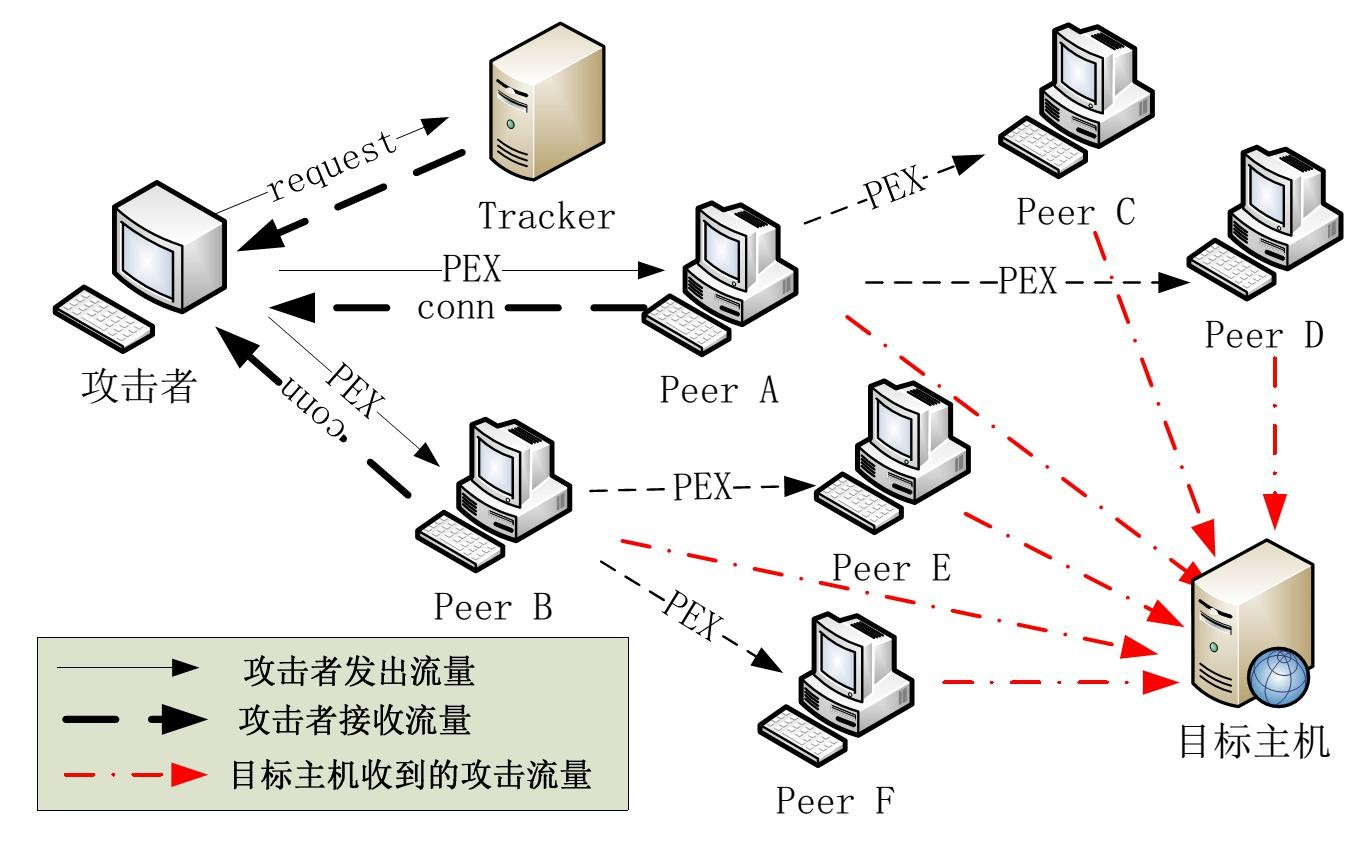 request
Tracker
Peer C
PEX
PEX
conn
PEX
Peer D
攻击者
PEX
conn
Peer A
PEX
Peer E
Peer B
PEX
Peer F
目标主机
攻击者发出流量
攻击者接收流量
目标主机收到的攻击流量